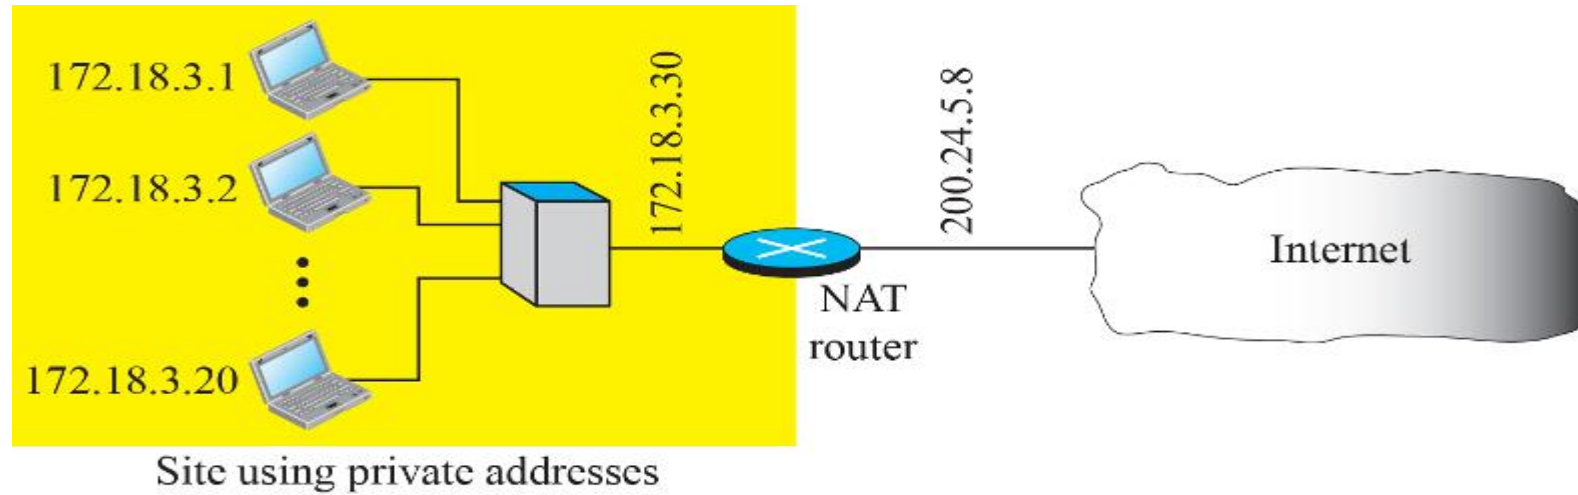 172.18.3.1
172.18.3.2
172.18.3.20
172.18.3.30
200.24.5.8
NAT
router
Internet
Site using private addresses